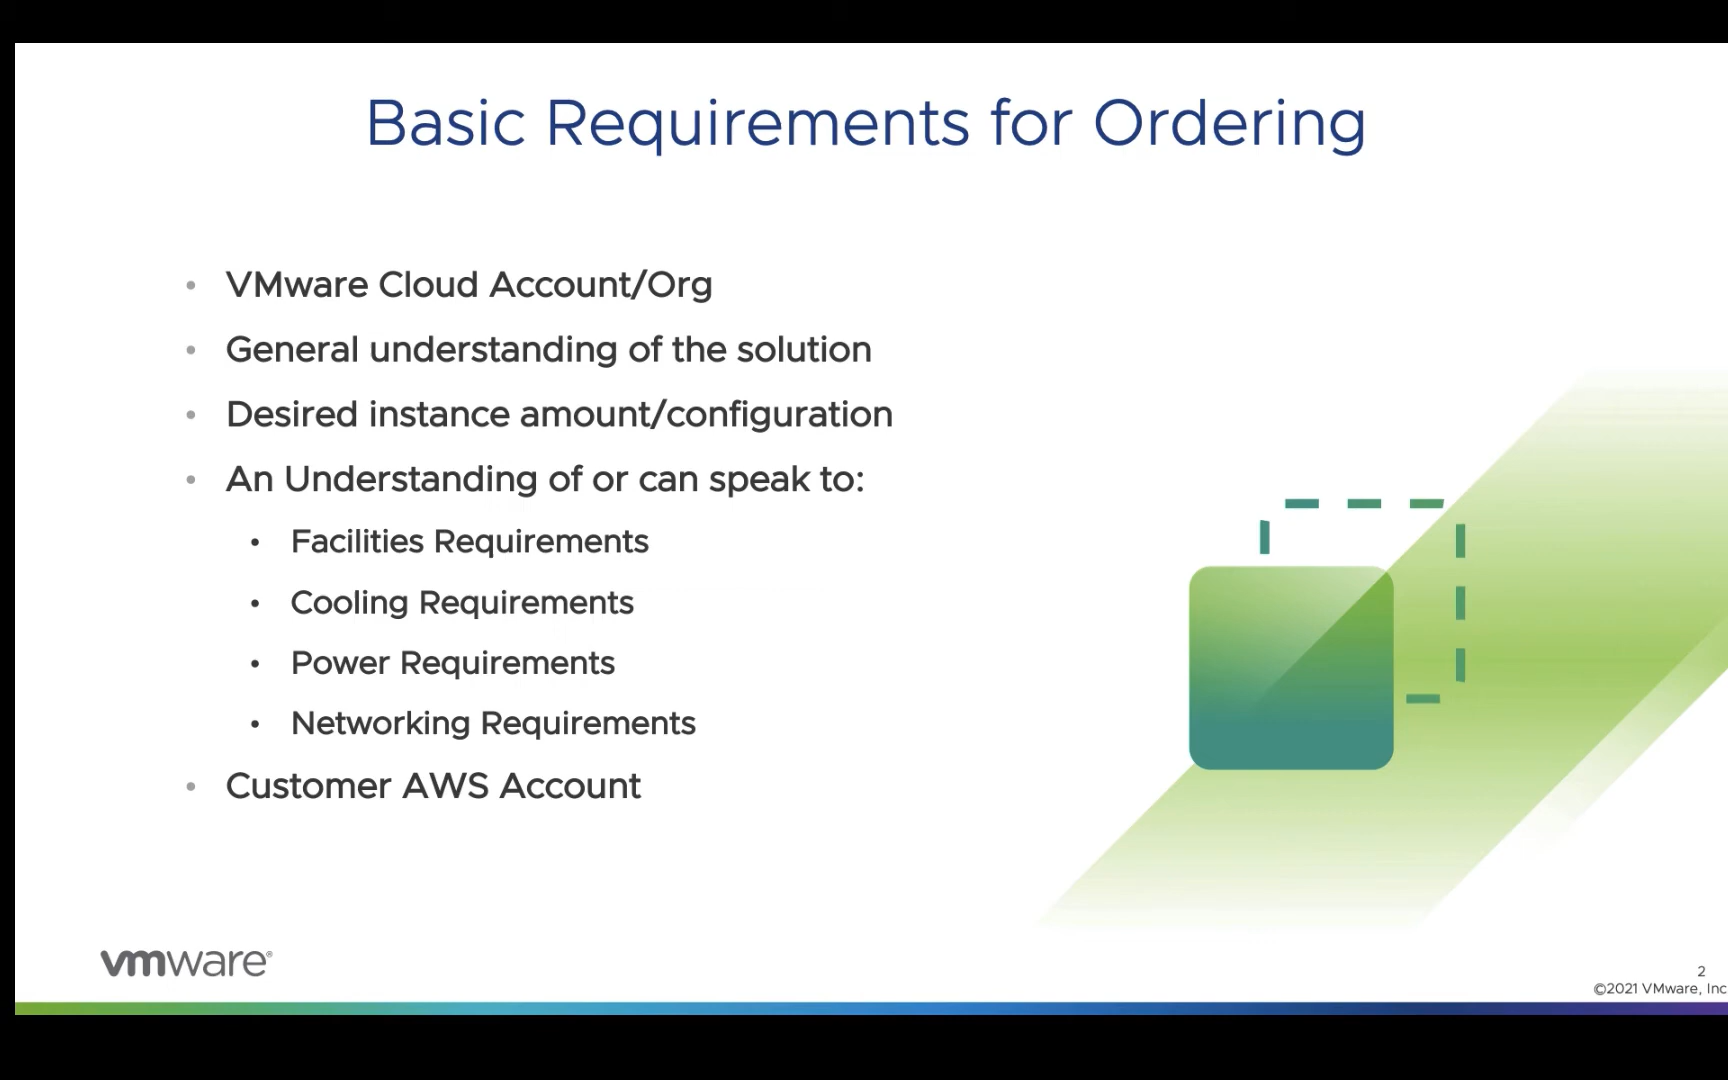 Basic Requirements for Ordering
• VMware Cloud Account/Org
• General understanding of the solution
• Desired instance amount/configuration
• An Understanding of or can speak to:
• Facilities Requirements
• Cooling Requirements
• Power Requirements
• Networking Requirements
• Customer AWS Account
vmware®
2
©2021 VMware, Inc